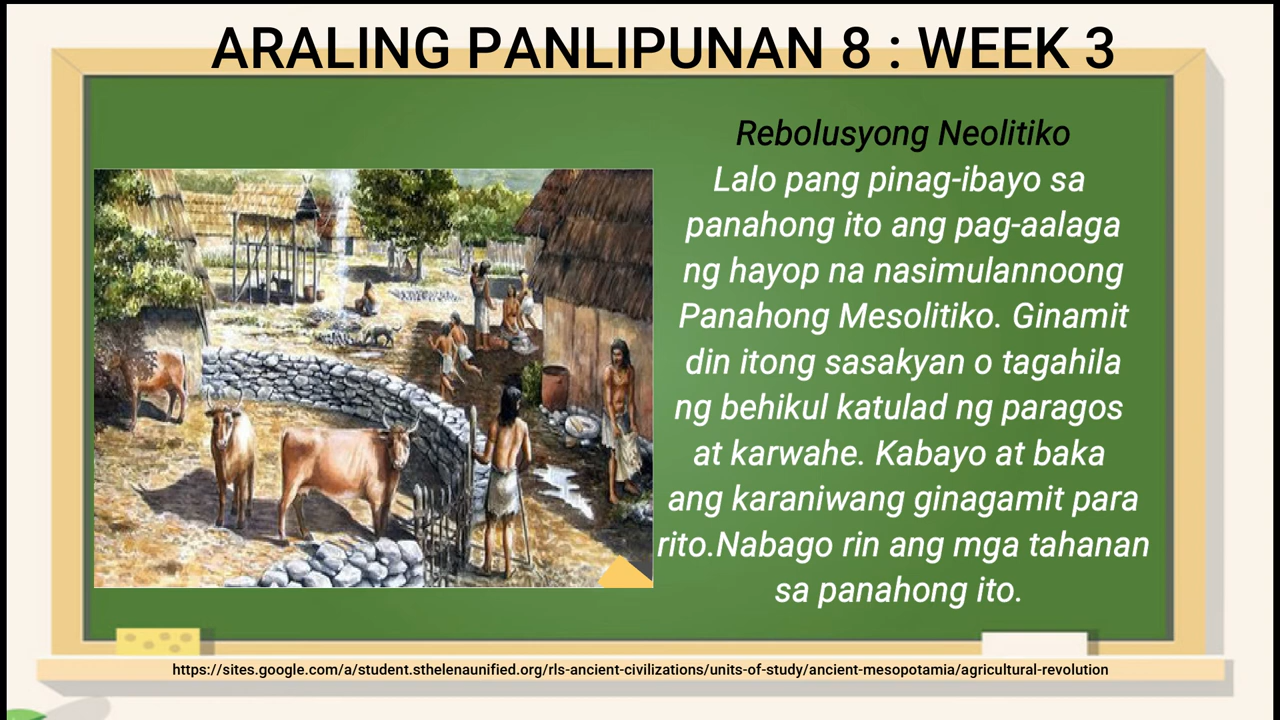 ARALING PANLIPUNAN 8 : WEEK 3
Rebolusyong Neolitiko
Lalo pang pinag-ibayo sa
panahong ito ang pag-aalaga
ng hayop na nasimulannoong
Panahong Mesolitiko. Ginamit
din itong sasakyan o tagahila
ng behikul katulad ng paragos
at karwahe. Kabayo at baka
ang karaniwang ginagamit para
rito.Nabago rin ang mga tahanan
sa panahong ito.
https://sites.google.com/a/student.sthelenaunified.org/rls-ancient-civilizations/units-of-study/ancient-mesopotamia/agricultural-revolution